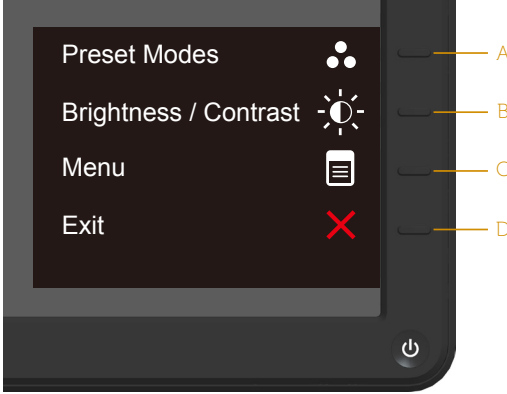 Preset Modes
A
Brightness / Contrast
B
Menu
C
Exit
D